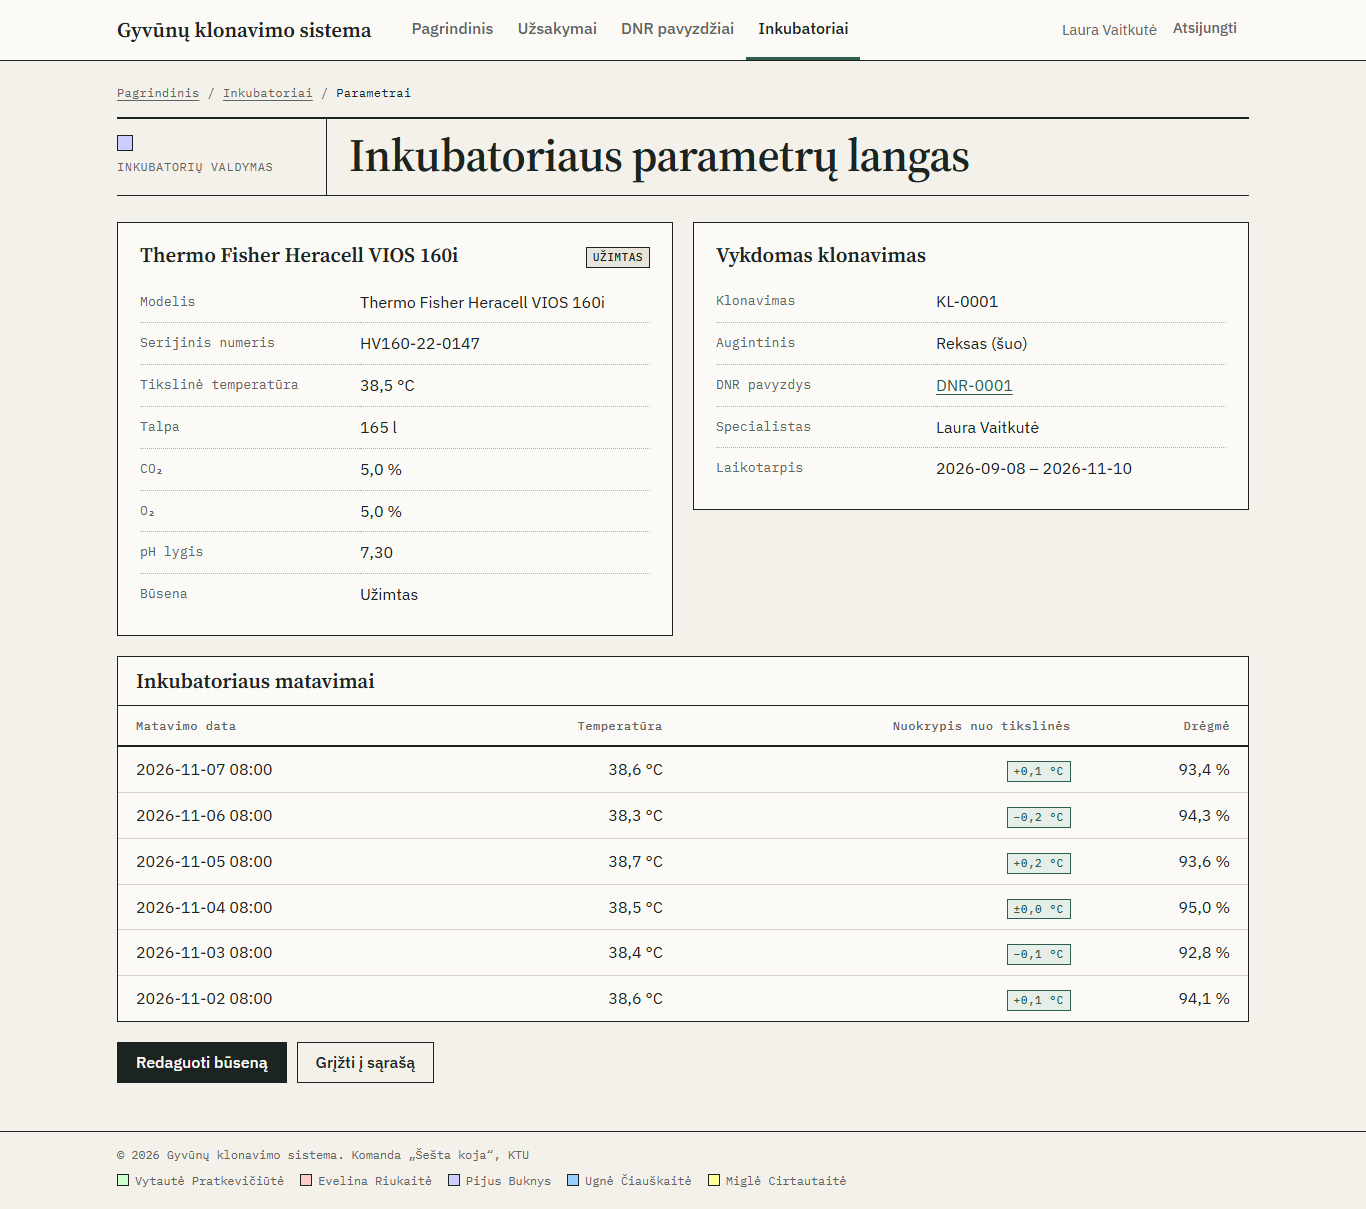 Gyvūnų klonavimo sistema Pagrindinis Užsakymai DNR pavyzdžiai Inkubatoriai Laura Vaitkutė Atsijungti
Pagrindinis / Inkubatoriai / Parametrai
INKUBATORIŲ VALDYMAS
Inkubatoriaus parametrų langas
Thermo Fisher Heracell VIOS 160i UŽIMTAS
Modelis Thermo Fisher Heracell VIOS 160i
Serijinis numeris HV160-22-0147
Tikslinė temperatūra 38,5 °C
Talpa 165 l
CO₂ 5,0 %
O₂ 5,0 %
pH lygis 7,30
Būsena Užimtas
Vykdomas klonavimas
Klonavimas KL-0001
Augintinis Reksas (šuo)
DNR pavyzdys DNR-0001
Specialistas Laura Vaitkutė
Laikotarpis 2026-09-08 – 2026-11-10
Inkubatoriaus matavimai
Matavimo data Temperatūra Nuokrypis nuo tikslinės Drėgmė
2026-11-07 08:00 38,6 °C +0,1 °C 93,4 %
2026-11-06 08:00 38,3 °C −0,2 °C 94,3 %
2026-11-05 08:00 38,7 °C +0,2 °C 93,6 %
2026-11-04 08:00 38,5 °C ±0,0 °C 95,0 %
2026-11-03 08:00 38,4 °C −0,1 °C 92,8 %
2026-11-02 08:00 38,6 °C +0,1 °C 94,1 %
Redaguoti būseną Grįžti į sąrašą
© 2026 Gyvūnų klonavimo sistema. Komanda „Šešta koja“, KTU
Vytautė Pratkevičiūtė Evelina Riukaitė Pijus Buknys Ugnė Čiauškaitė Miglė Cirtautaitė